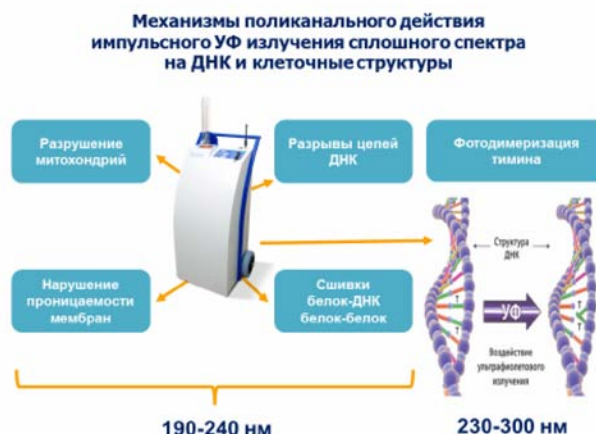 Механизмы поликанального действия
импульсного УФ излучения сплошного спектра
на ДНК и клеточные структуры
Разрушение
митохондрий
Разрывы цепей
ДНК
Фотодимеризация
тимина
Структура
ДНК
Нарушение
проницаемости
мембран
Сшивки
белок-ДНК
белок-белок
Т
Т
УФ
Т
Т
Воздействие
ультрафиолетового
излучения
190-240 нм
230-300 нм